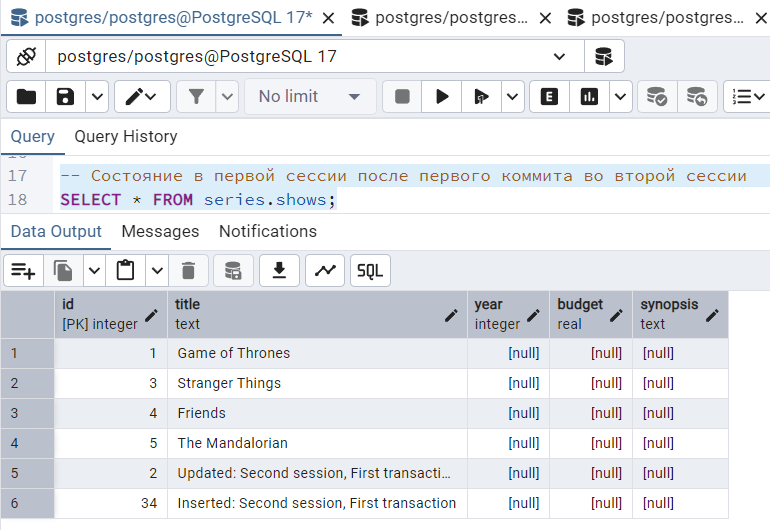 postgres/postgres@PostgreSQL 17* postgres/postgres... postgres/postgres...
postgres/postgres@PostgreSQL 17
No limit
Query Query History
17 -- Состояние в первой сессии после первого коммита во второй сессии
18 SELECT * FROM series.shows;
Data Output Messages Notifications
SQL
id title year budget synopsis
[PK] integer text integer real text
1 1 Game of Thrones [null] [null] [null]
2 3 Stranger Things [null] [null] [null]
3 4 Friends [null] [null] [null]
4 5 The Mandalorian [null] [null] [null]
5 2 Updated: Second session, First transacti... [null] [null] [null]
6 34 Inserted: Second session, First transaction [null] [null] [null]